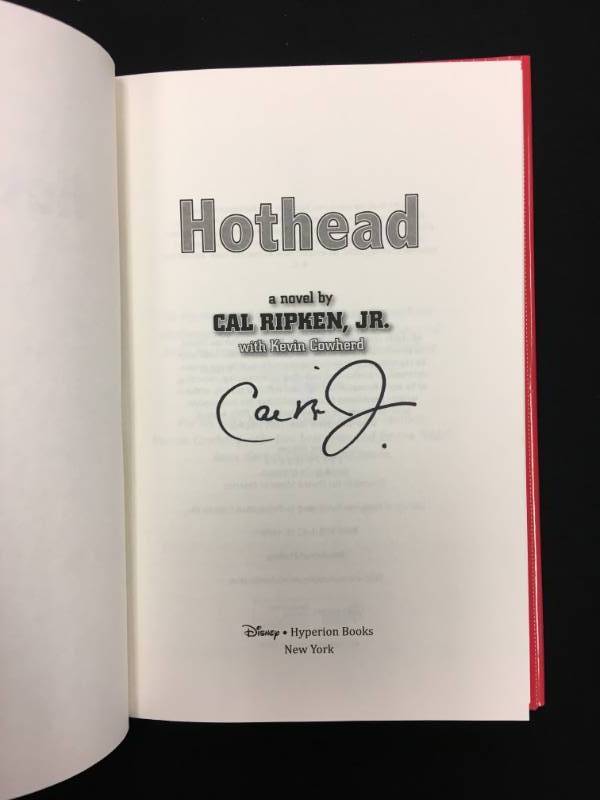 Hothead
a novel by
CAL RIPKEN, JR.
with Kevin Cowherd
Disney • Hyperion Books
New York